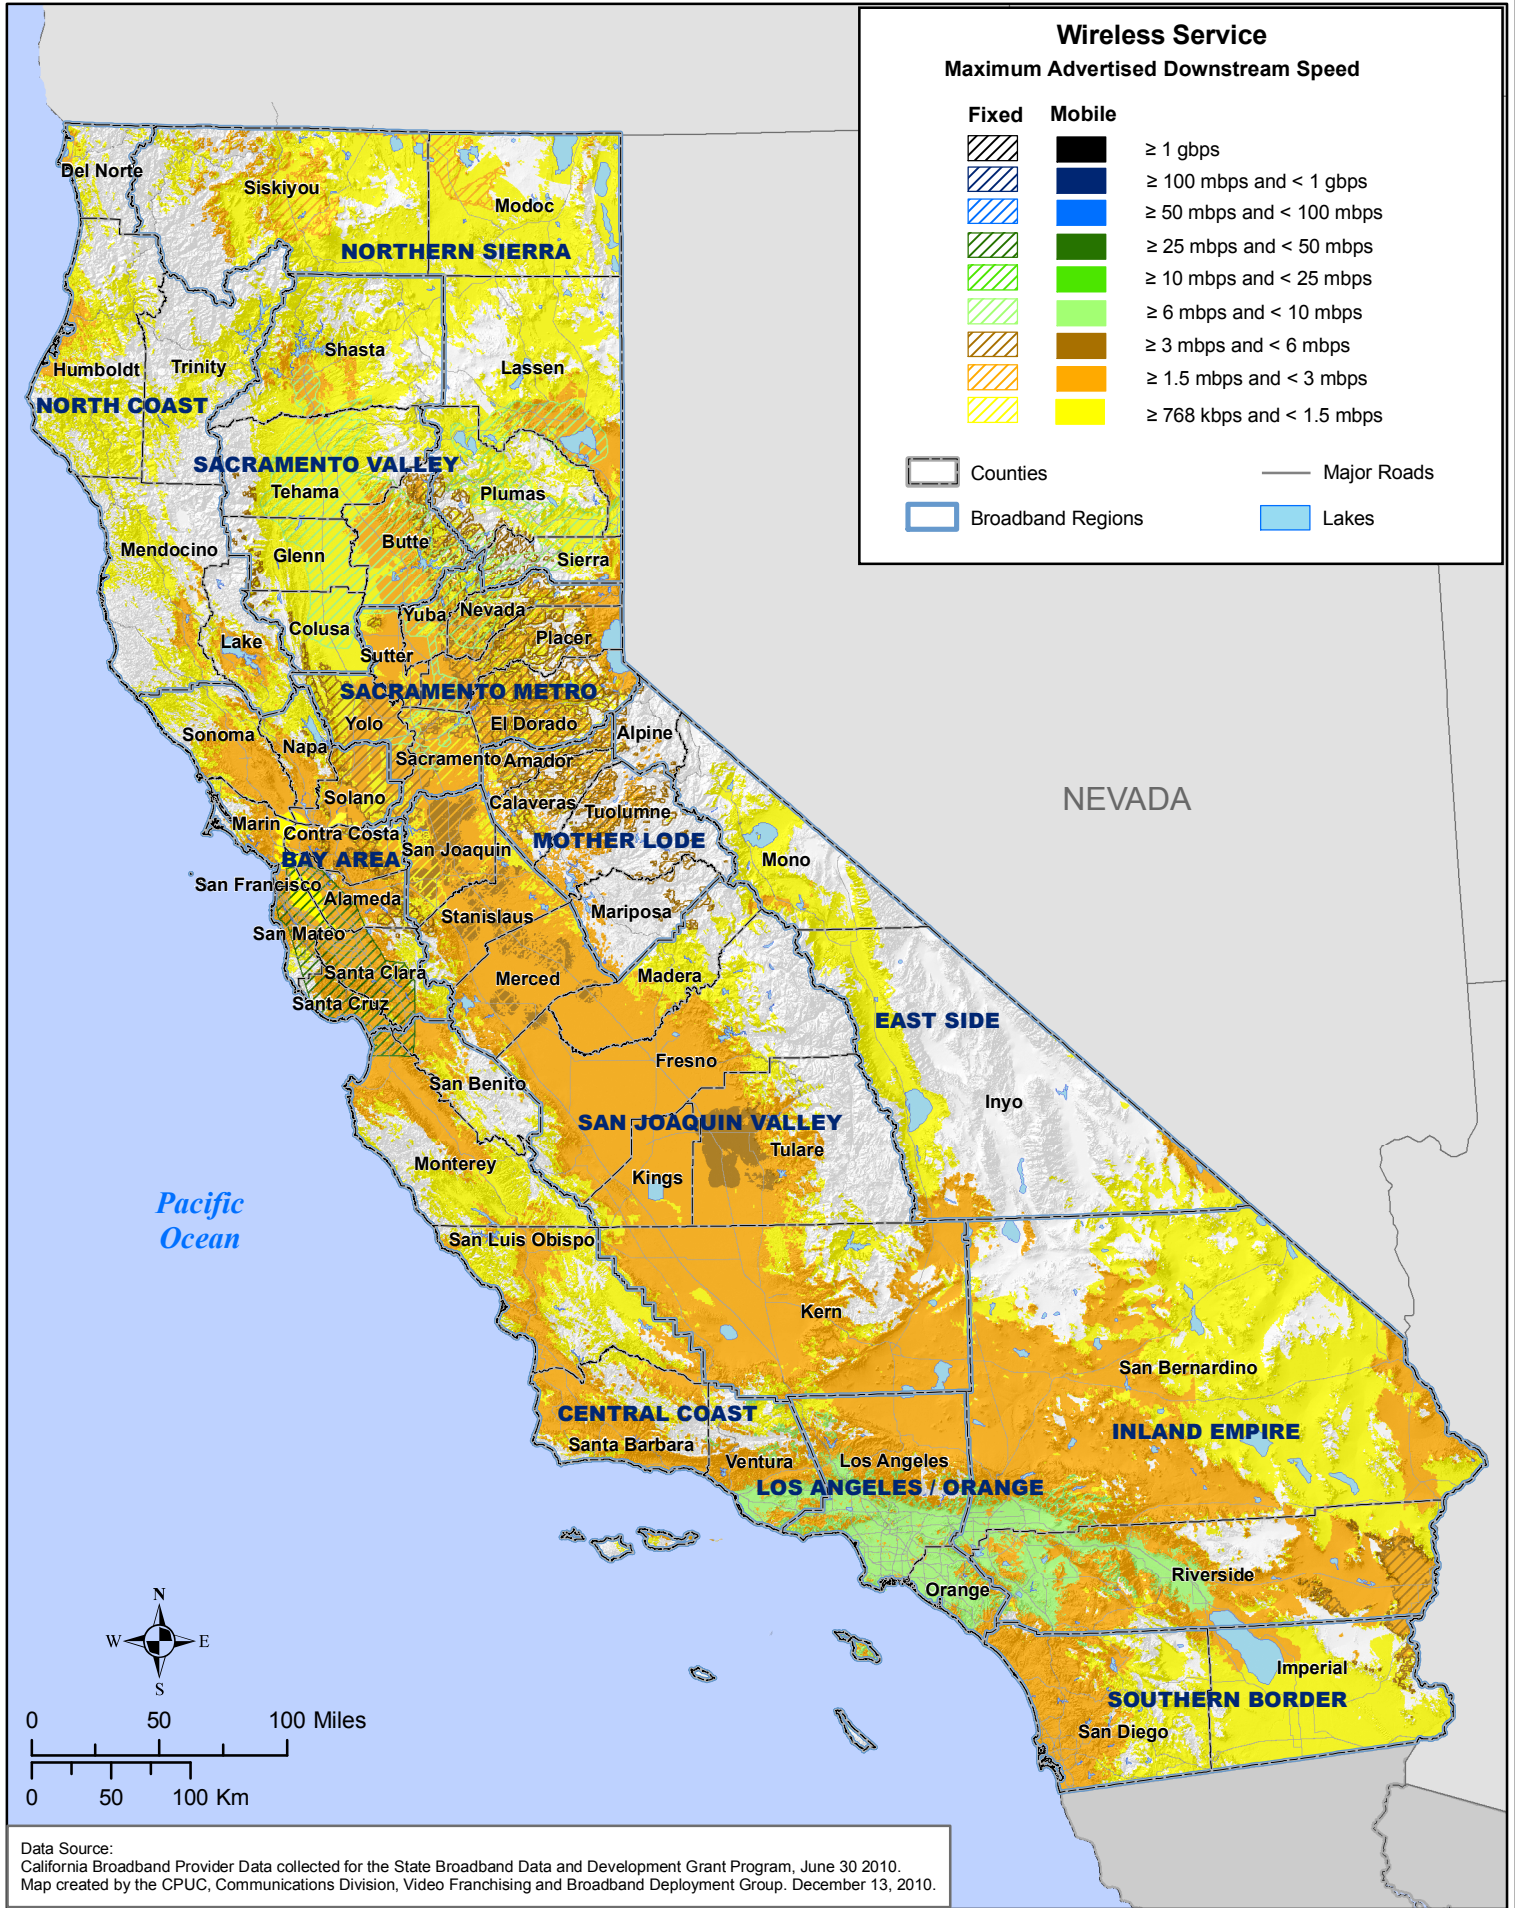 Wireless Service
Maximum Advertised Downstream Speed
Fixed Mobile
≥ 1 gbps
≥ 100 mbps and < 1 gbps
≥ 50 mbps and < 100 mbps
≥ 25 mbps and < 50 mbps
≥ 10 mbps and < 25 mbps
≥ 6 mbps and < 10 mbps
≥ 3 mbps and < 6 mbps
≥ 1.5 mbps and < 3 mbps
≥ 768 kbps and < 1.5 mbps
Counties
Major Roads
Broadband Regions
Lakes
Del Norte
Siskiyou
Modoc
NORTHERN SIERRA
Shasta
Humboldt
Trinity
Lassen
NORTH COAST
SACRAMENTO VALLEY
Tehama
Plumas
Mendocino
Glenn
Butte
Sierra
Yuba
Nevada
Colusa
Placer
Lake
Sutter
SACRAMENTO METRO
Yolo
El Dorado
Sonoma
Napa
Alpine
Sacramento
Amador
Solano
Calaveras
Tuolumne
NEVADA
Marin
Contra Costa
MOTHER LODE
BAY AREA
San Joaquin
Mono
San Francisco
Alameda
Stanislaus
Mariposa
San Mateo
Santa Clara
Merced
Madera
Santa Cruz
EAST SIDE
Fresno
San Benito
Inyo
SAN JOAQUIN VALLEY
Tulare
Monterey
Kings
Pacific
Ocean
San Luis Obispo
Kern
San Bernardino
CENTRAL COAST
INLAND EMPIRE
Santa Barbara
Ventura
Los Angeles
LOS ANGELES / ORANGE
Orange
Riverside
Imperial
SOUTHERN BORDER
San Diego
N
W E
S
0 50 100 Miles
0 50 100 Km
Data Source:
California Broadband Provider Data collected for the State Broadband Data and Development Grant Program, June 30 2010.
Map created by the CPUC, Communications Division, Video Franchising and Broadband Deployment Group. December 13, 2010.